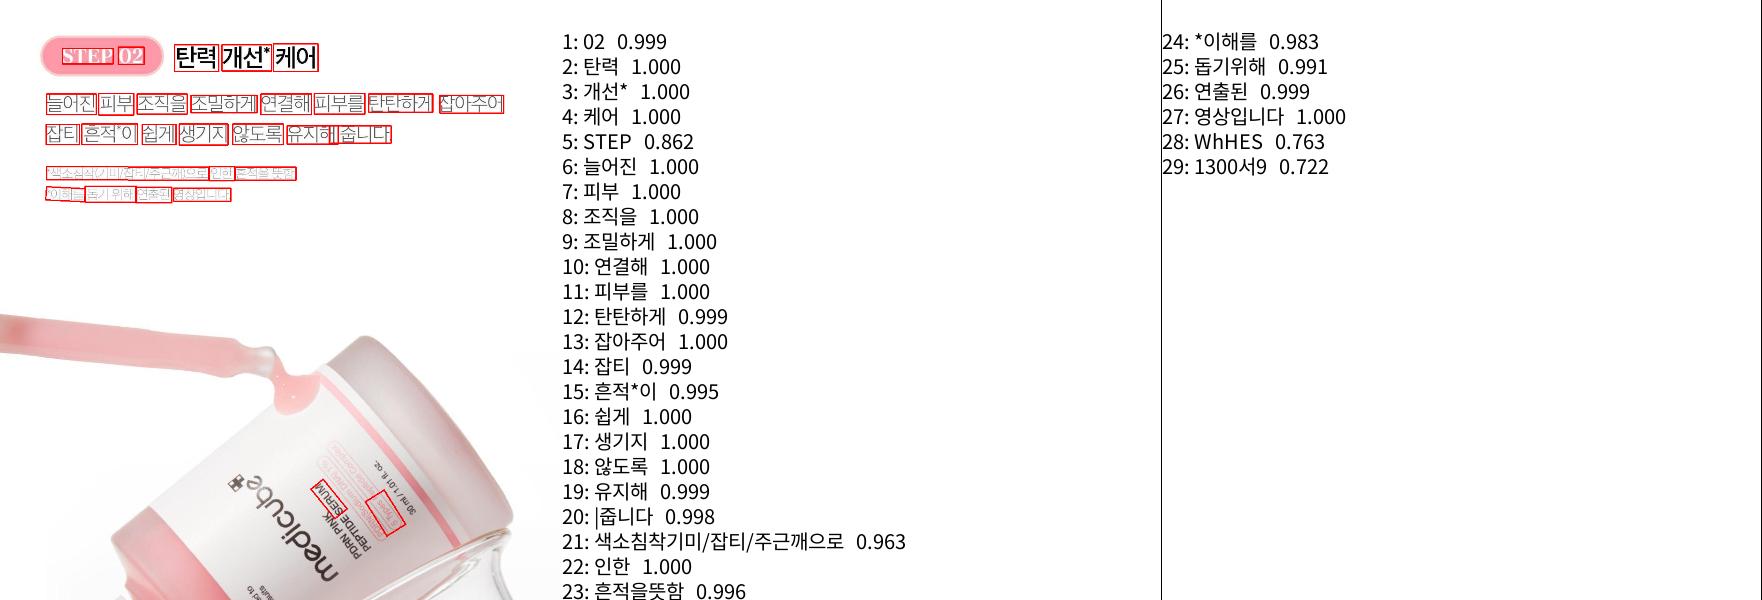 STEP 02 탄력 개선* 케어
늘어진 피부 조직을 조밀하게 연결해 피부를 탄탄하게 잡아주어
잡티 흔적*이 쉽게 생기지 않도록 유지해 줍니다
*색소침착(기미/잡티/주근깨)으로 인한 흔적을 뜻함
*이해를 돕기 위해 연출된 영상입니다
30 ml / 1.01 fl. oz.
PDRN PINK
PEPTIDE SERUM
medicube
1: 02 0.999
2: 탄력 1.000
3: 개선* 1.000
4: 케어 1.000
5: STEP 0.862
6: 늘어진 1.000
7: 피부 1.000
8: 조직을 1.000
9: 조밀하게 1.000
10: 연결해 1.000
11: 피부를 1.000
12: 탄탄하게 0.999
13: 잡아주어 1.000
14: 잡티 0.999
15: 흔적*이 0.995
16: 쉽게 1.000
17: 생기지 1.000
18: 않도록 1.000
19: 유지해 0.999
20: |줍니다 0.998
21: 색소침착기미/잡티/주근깨으로 0.963
22: 인한 1.000
23: 흔적을뜻함 0.996
24: *이해를 0.983
25: 돕기위해 0.991
26: 연출된 0.999
27: 영상입니다 1.000
28: WhHES 0.763
29: 1300서9 0.722